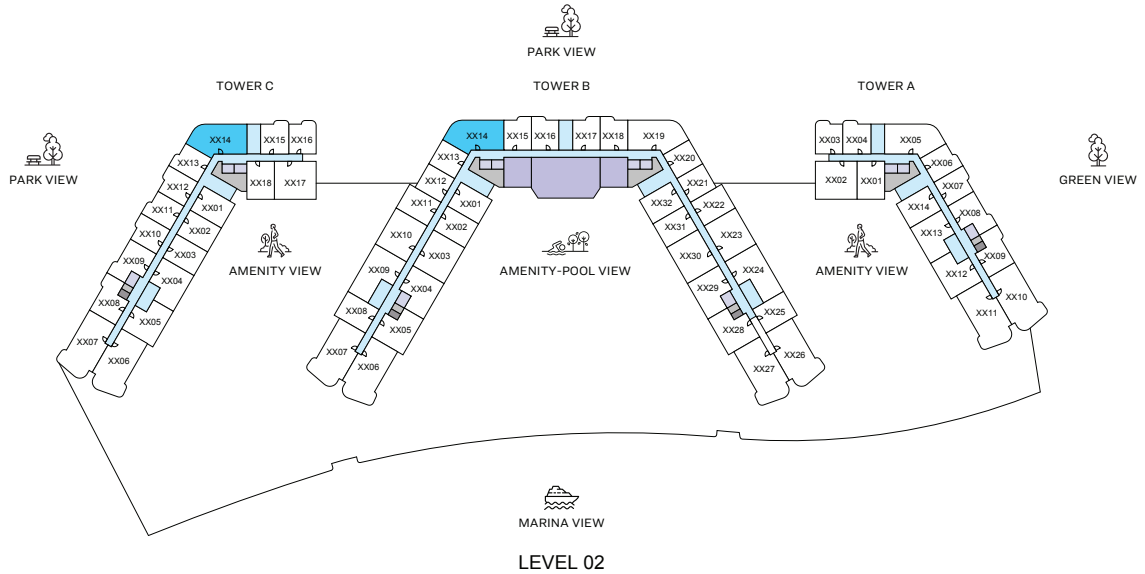 PARK VIEW
TOWER C
TOWER B
TOWER A
PARK VIEW
GREEN VIEW
XX14
XX15
XX16
XX13
XX18
XX17
XX12
XX01
XX11
XX02
XX10
XX03
XX09
XX04
XX08
XX05
XX07
XX06
AMENITY VIEW
XX14
XX15
XX16
XX17
XX18
XX19
XX13
XX20
XX12
XX01
XX21
XX32
XX11
XX02
XX22
XX31
XX10
XX03
XX23
XX30
XX09
XX04
XX24
XX29
XX08
XX05
XX25
XX28
XX07
XX06
XX26
XX27
AMENITY-POOL VIEW
XX03
XX04
XX05
XX02
XX01
XX06
XX07
XX14
XX08
XX13
XX09
XX12
XX10
XX11
AMENITY VIEW
MARINA VIEW
LEVEL 02